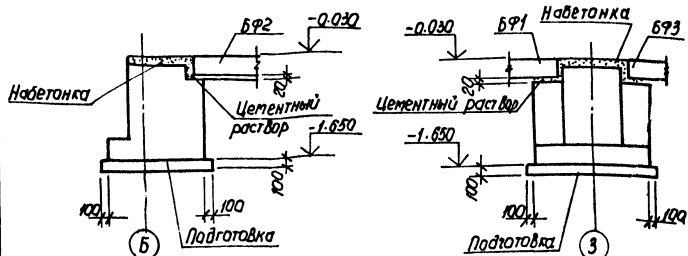 БФ2
-0.030
Набетонка
20
Цементный
раствор
-1.650
100
100
100
Подготовка
Б
Набетонка
-0.030
БФ1
БФ3
20
Цементный
раствор
-1.650
100
100
100
Подготовка
3